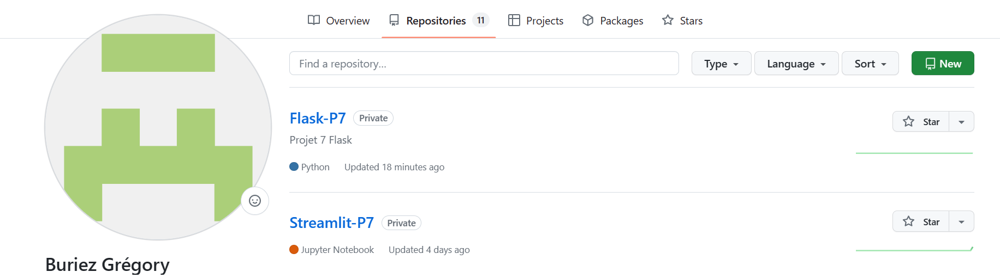 Overview Repositories 11 Projects Packages Stars
Find a repository... Type Language Sort New
Flask-P7 Private
Star
Projet 7 Flask
Python Updated 18 minutes ago
Streamlit-P7 Private
Star
Jupyter Notebook Updated 4 days ago
Buriez Grégory